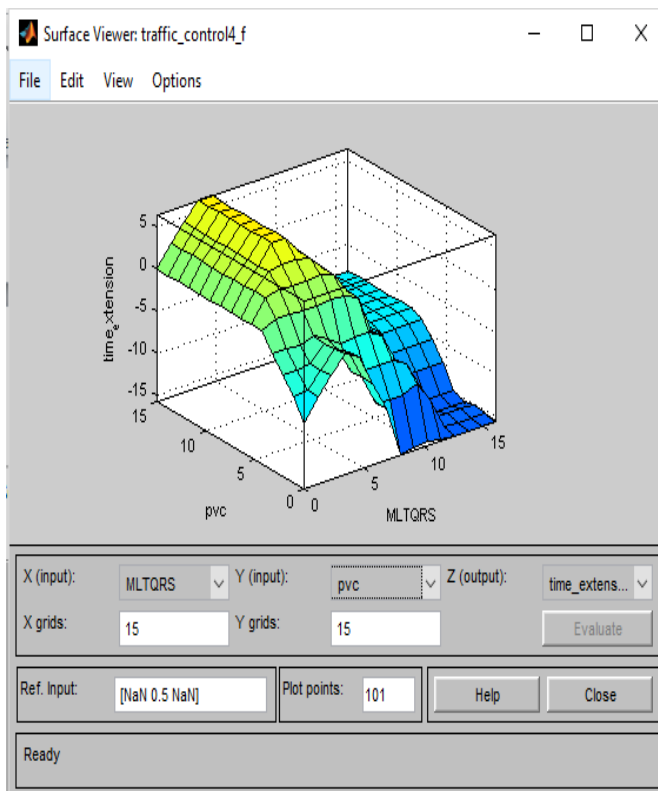 Surface Viewer: traffic_control4_f
File Edit View Options
5
0
-5
-10
-15
time_extension
15
10
5
0
pvc
0
5
10
15
MLTQRS
X (input): MLTQRS Y (input): pvc Z (output): time_extens...
X grids: 15 Y grids: 15 Evaluate
Ref. Input: [NaN 0.5 NaN] Plot points: 101 Help Close
Ready